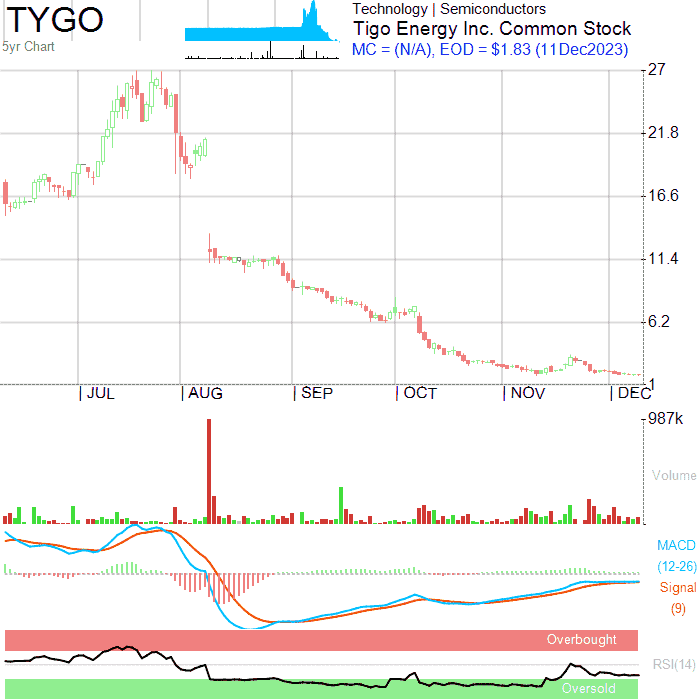 TYGO
5yr Chart
Technology | Semiconductors
Tigo Energy Inc. Common Stock
MC = (N/A), EOD = $1.83 (11Dec2023)
27
21.8
16.6
11.4
6.2
1
JUL AUG SEP OCT NOV DEC
987k
Volume
MACD
(12-26)
Signal
(9)
Overbought
RSI(14)
Oversold